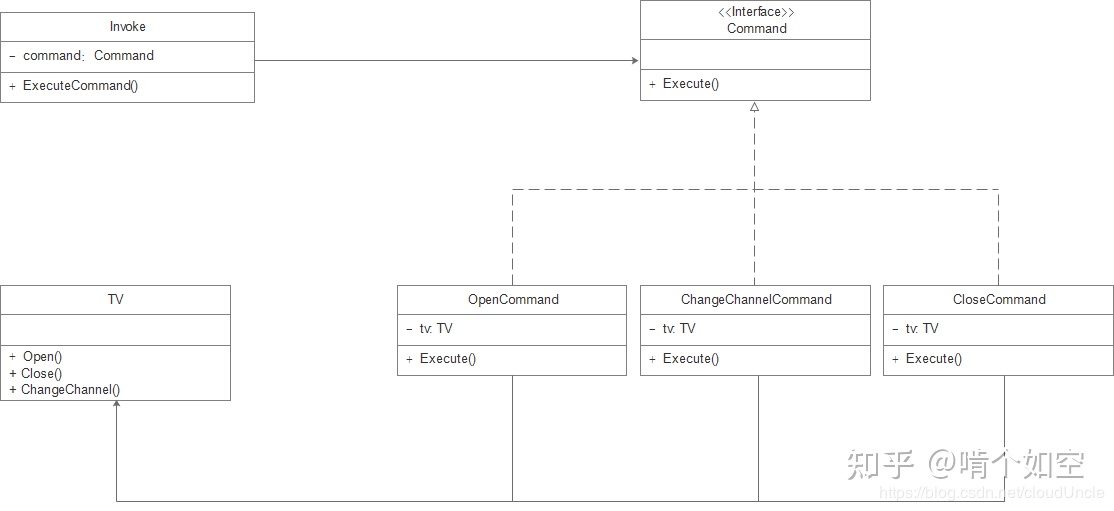 Invoke
- command：Command
+ ExecuteCommand()
<<Interface>>
Command
+ Execute()
TV
+ Open()
+ Close()
+ ChangeChannel()
OpenCommand
- tv: TV
+ Execute()
ChangeChannelCommand
- tv: TV
+ Execute()
CloseCommand
- tv: TV
+ Execute()
知乎 @啃个如空
https://blog.csdn.net/cloudUncle